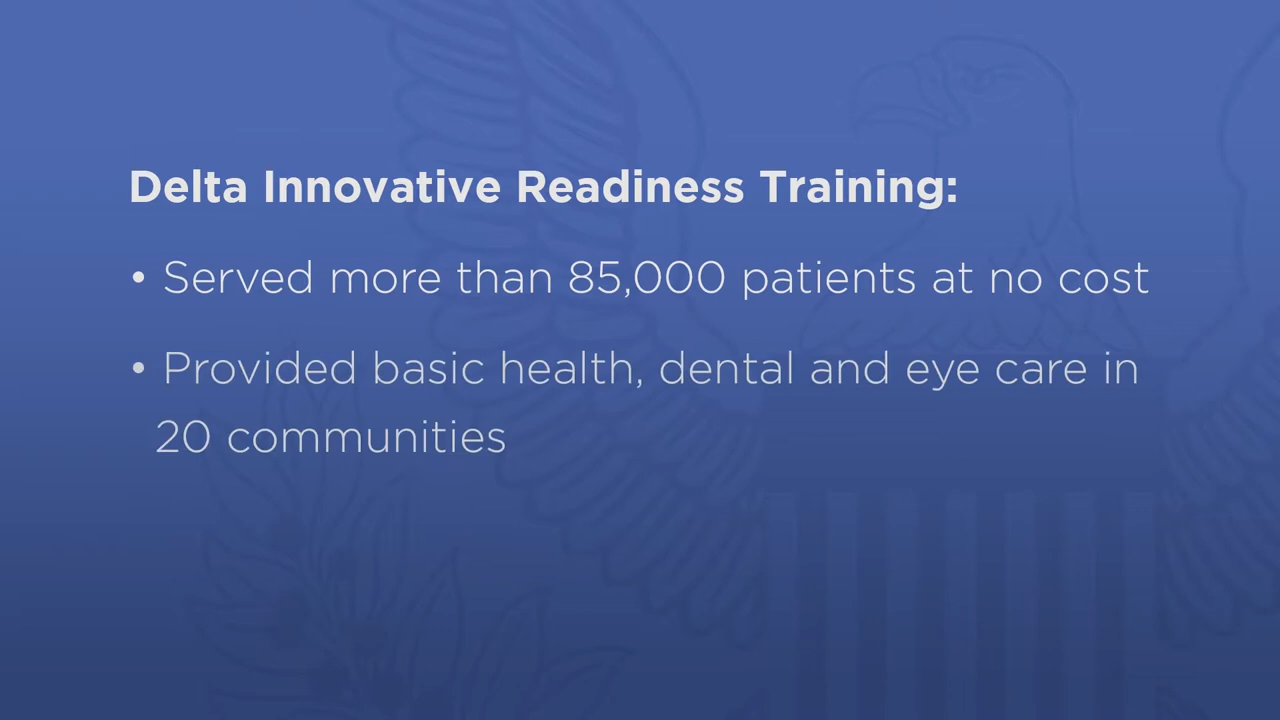 Delta Innovative Readiness Training:
• Served more than 85,000 patients at no cost
• Provided basic health, dental and eye care in
20 communities